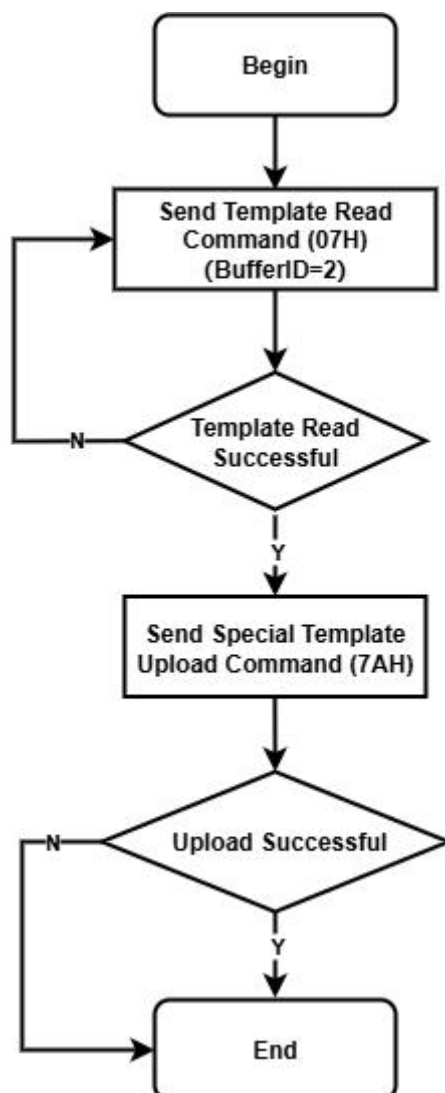 Begin
Send Template Read
Command (07H)
(BufferID=2)
Template Read
Successful
N
Y
Send Special Template
Upload Command (7AH)
Upload Successful
N
Y
End